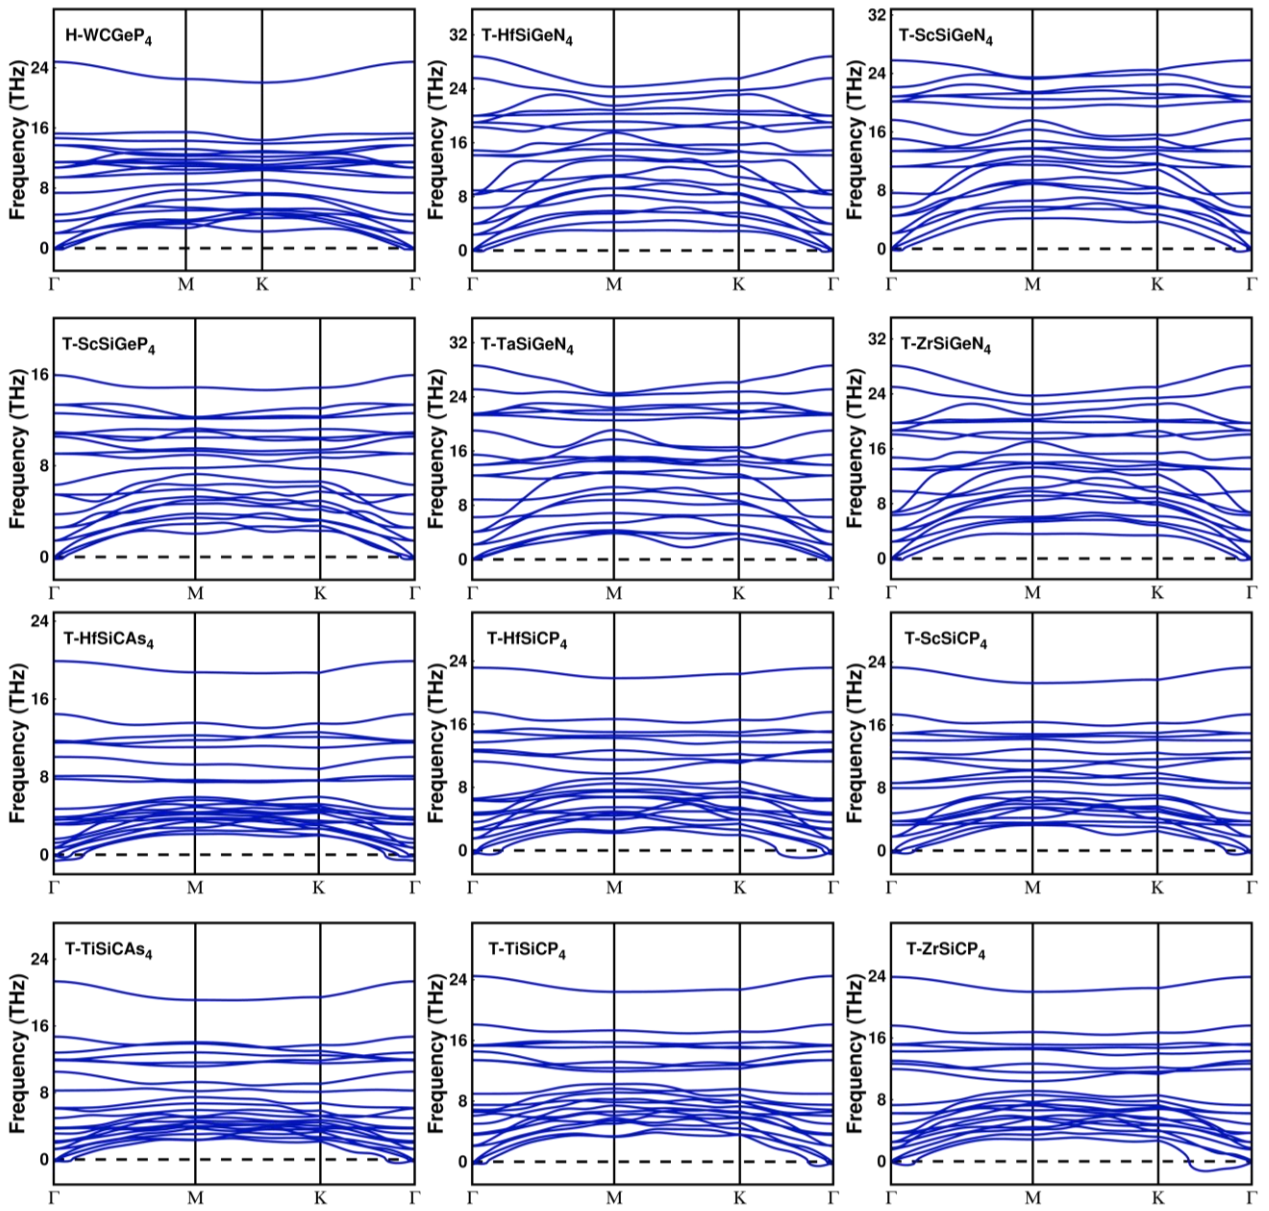 H-WCGeP4
Frequency (THz)
24
16
8
0
Γ M K Γ
T-HfSiGeN4
Frequency (THz)
32
24
16
8
0
Γ M K Γ
T-ScSiGeN4
Frequency (THz)
32
24
16
8
0
Γ M K Γ
T-ScSiGeP4
Frequency (THz)
16
8
0
Γ M K Γ
T-TaSiGeN4
Frequency (THz)
32
24
16
8
0
Γ M K Γ
T-ZrSiGeN4
Frequency (THz)
32
24
16
8
0
Γ M K Γ
T-HfSiCAs4
Frequency (THz)
24
16
8
0
Γ M K Γ
T-HfSiCP4
Frequency (THz)
24
16
8
0
Γ M K Γ
T-ScSiCP4
Frequency (THz)
24
16
8
0
Γ M K Γ
T-TiSiCAs4
Frequency (THz)
24
16
8
0
Γ M K Γ
T-TiSiCP4
Frequency (THz)
24
16
8
0
Γ M K Γ
T-ZrSiCP4
Frequency (THz)
24
16
8
0
Γ M K Γ